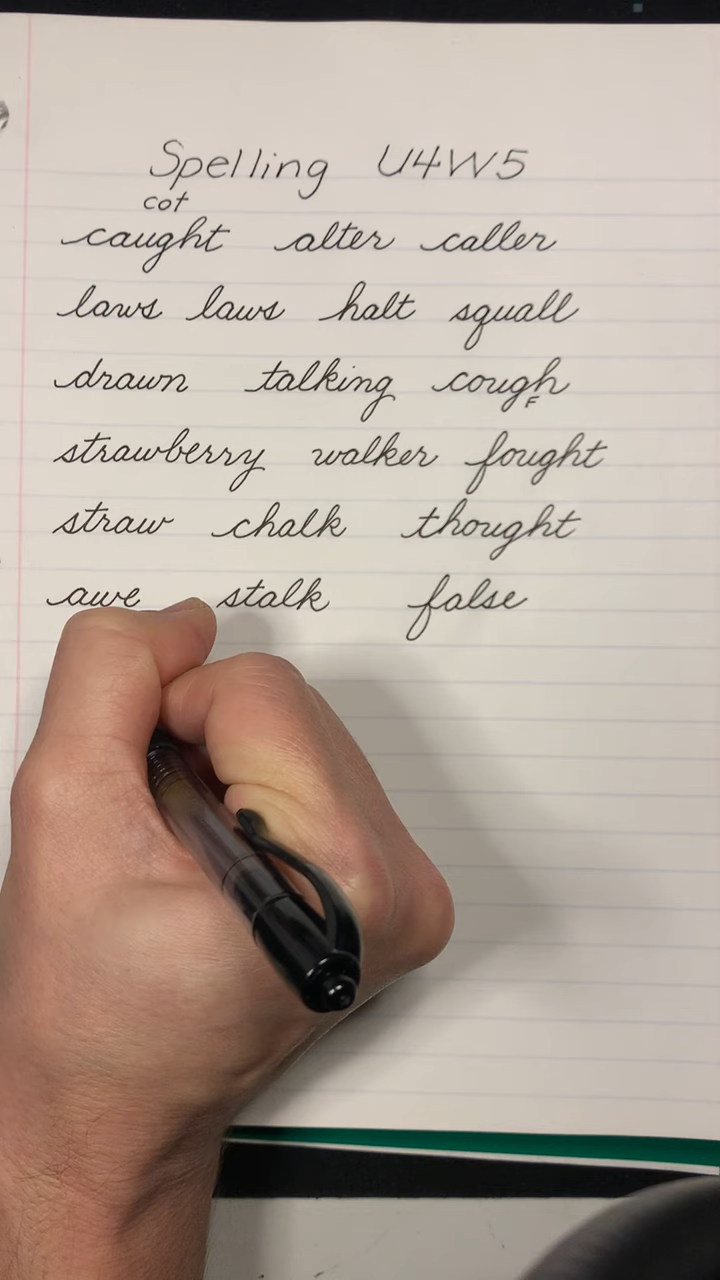 Spelling U4W5
cot
caught alter caller
laws laws halt squall
drawn talking cough
F
strawberry walker fought
straw chalk thought
awe stalk false